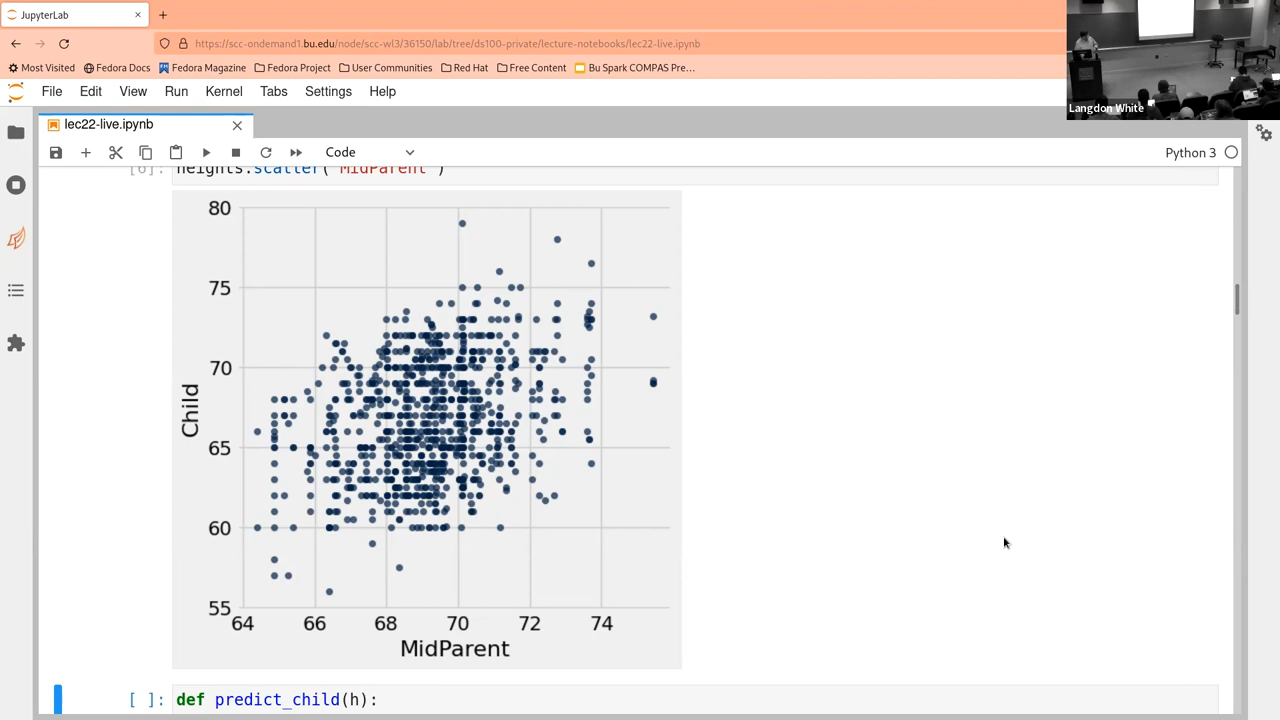 JupyterLab
https://scc-ondemand1.bu.edu/node/scc-wl3/36150/lab/tree/ds100-private/lecture-notebooks/lec22-live.ipynb
Most Visited Fedora Docs Fedora Magazine Fedora Project User Communities Red Hat Free Content Bu Spark COMPAS Pre…
Langdon White
File Edit View Run Kernel Tabs Settings Help
lec22-live.ipynb
Code Python 3
[6]: heights.scatter("MidParent")
80
75
70
65
60
55
Child
64 66 68 70 72 74
MidParent
[ ]: def predict_child(h):